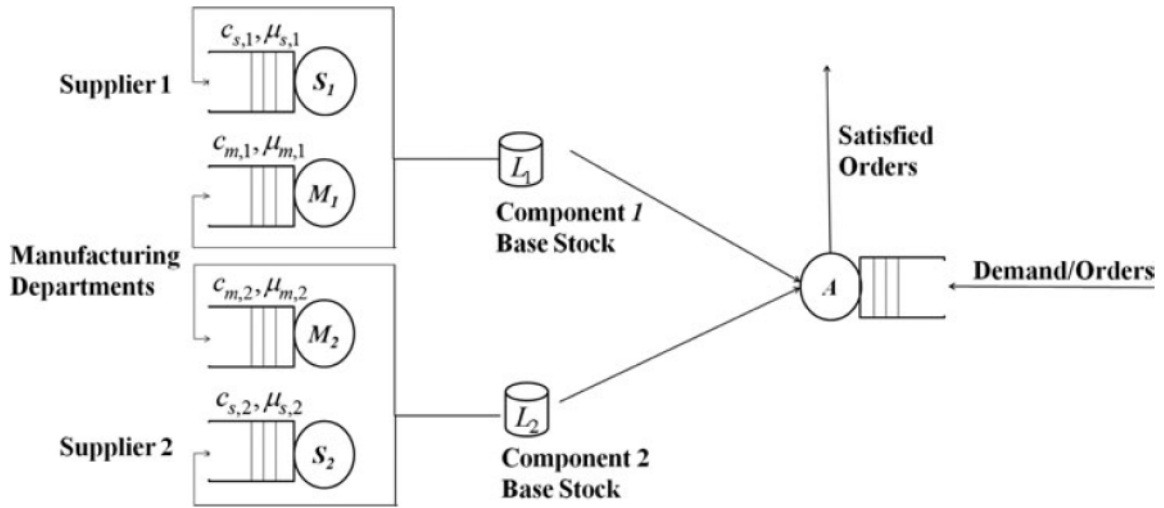 c_{s,1}, μ_{s,1}
Supplier 1
S_1
c_{m,1}, μ_{m,1}
M_1
Manufacturing
Departments
c_{m,2}, μ_{m,2}
M_2
c_{s,2}, μ_{s,2}
Supplier 2
S_2
L_1
Component 1
Base Stock
L_2
Component 2
Base Stock
Satisfied
Orders
A
Demand/Orders